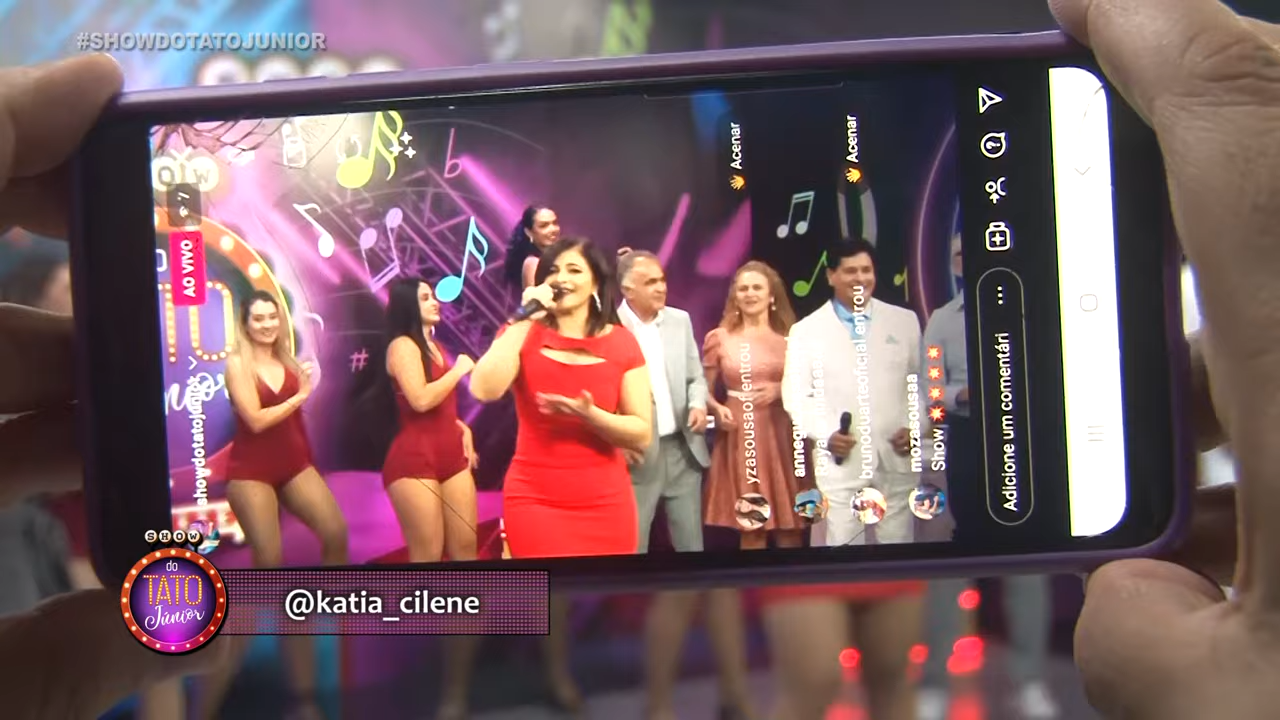 #SHOWDOTATOJUNIOR
AO VIVO
showdotatojunior
Acenar
Acenar
yzasousaofi entrou
brunoduarteoficial entrou
mozasousaa
Show
Adicione um comentári
SHOW
do
TATO
Júnior
@katia_cilene